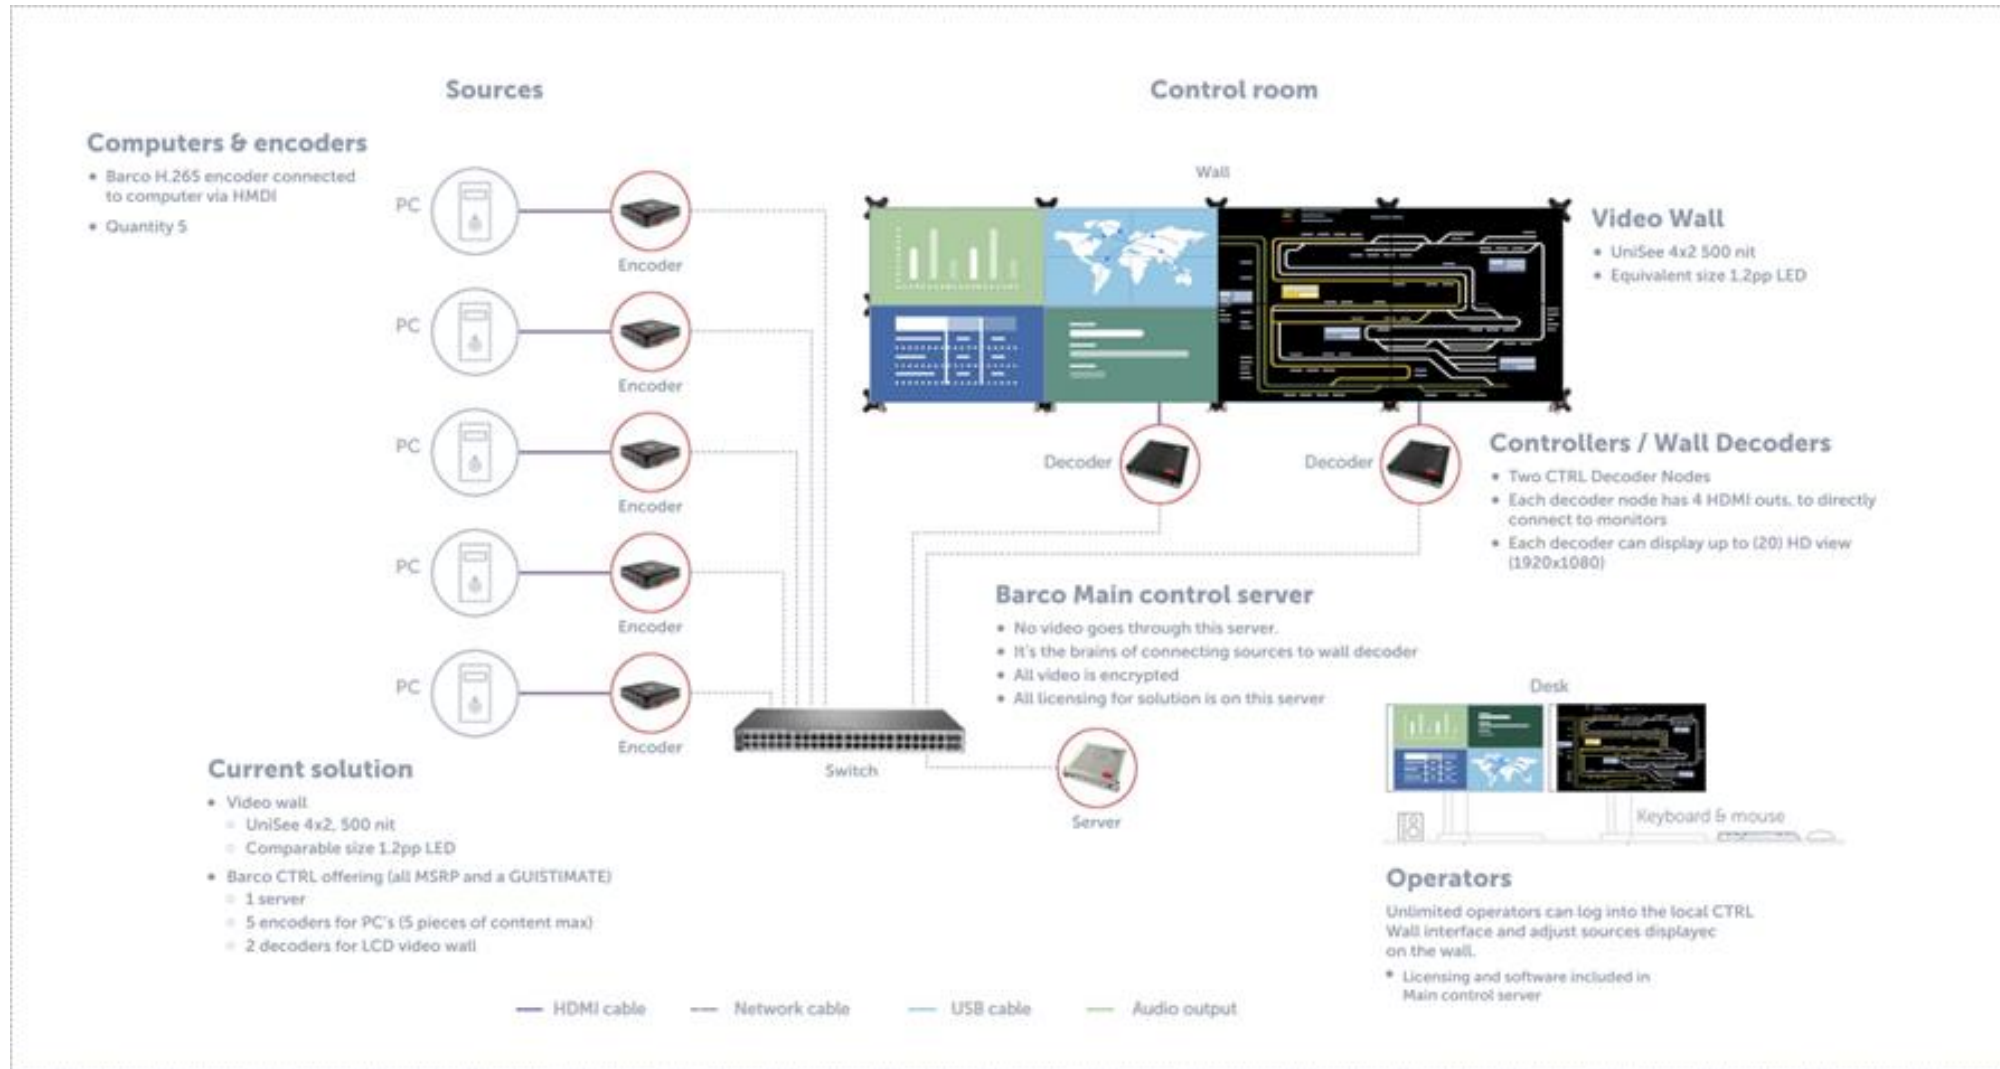 Sources
Control room
Computers & encoders
• Barco H.265 encoder connected
to computer via HMDI
• Quantity 5
PC
Encoder
PC
Encoder
PC
Encoder
PC
Encoder
PC
Encoder
Wall
Video Wall
• UniSee 4x2 500 nit
• Equivalent size 1.2pp LED
Decoder
Decoder
Controllers / Wall Decoders
• Two CTRL Decoder Nodes
• Each decoder node has 4 HDMI outs, to directly
connect to monitors
• Each decoder can display up to (20) HD view
(1920x1080)
Barco Main control server
• No video goes through this server.
• It's the brains of connecting sources to wall decoder
• All video is encrypted
• All licensing for solution is on this server
Switch
Server
Desk
Keyboard & mouse
Current solution
• Video wall
○ UniSee 4x2, 500 nit
○ Comparable size 1.2pp LED
• Barco CTRL offering (all MSRP and a GUISTIMATE)
○ 1 server
○ 5 encoders for PC's (5 pieces of content max)
○ 2 decoders for LCD video wall
Operators
Unlimited operators can log into the local CTRL
Wall interface and adjust sources displayec
on the wall.
* Licensing and software included in
Main control server
HDMI cable
Network cable
USB cable
Audio output